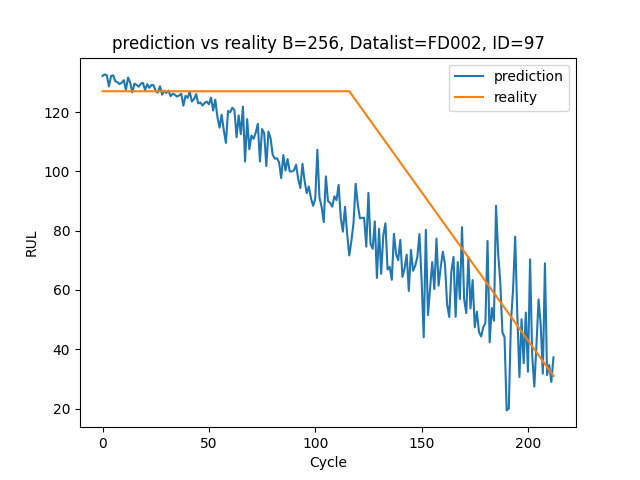 prediction vs reality B=256, Datalist=FD002, ID=97
prediction
reality
RUL
120
100
80
60
40
20
0 50 100 150 200
Cycle